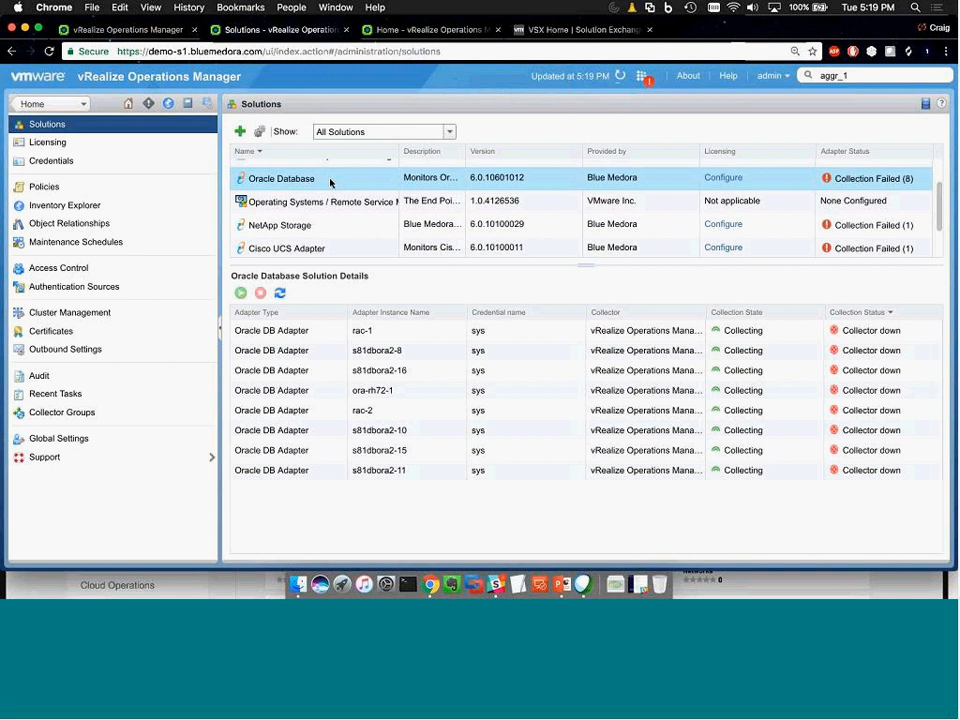 Chrome File Edit View History Bookmarks People Window Help 100% Tue 5:19 PM
vRealize Operations Manager × Solutions - vRealize Operation × Home - vRealize Operations M × vm VSX Home | Solution Exchang × Craig
Secure https://demo-s1.bluemedora.com/ui/index.action#/administration/solutions
vmware vRealize Operations Manager Updated at 5:19 PM About Help admin aggr_1
Home Solutions
Solutions
Licensing
Credentials
Policies
Inventory Explorer
Object Relationships
Maintenance Schedules
Access Control
Authentication Sources
Cluster Management
Certificates
Outbound Settings
Audit
Recent Tasks
Collector Groups
Global Settings
Support
Show: All Solutions
Name Description Version Provided by Licensing Adapter Status
Oracle Database Monitors Or... 6.0.10601012 Blue Medora Configure Collection Failed (8)
Operating Systems / Remote Service M The End Poi... 1.0.4126536 VMware Inc. Not applicable None Configured
NetApp Storage Blue Medora... 6.0.10100029 Blue Medora Configure Collection Failed (1)
Cisco UCS Adapter Monitors Cis... 6.0.10100011 Blue Medora Configure Collection Failed (1)
Oracle Database Solution Details
Adapter Type Adapter Instance Name Credential name Collector Collection State Collection Status
Oracle DB Adapter rac-1 sys vRealize Operations Mana... Collecting Collector down
Oracle DB Adapter s81dbora2-8 sys vRealize Operations Mana... Collecting Collector down
Oracle DB Adapter s81dbora2-16 sys vRealize Operations Mana... Collecting Collector down
Oracle DB Adapter ora-rh72-1 sys vRealize Operations Mana... Collecting Collector down
Oracle DB Adapter rac-2 sys vRealize Operations Mana... Collecting Collector down
Oracle DB Adapter s81dbora2-10 sys vRealize Operations Mana... Collecting Collector down
Oracle DB Adapter s81dbora2-15 sys vRealize Operations Mana... Collecting Collector down
Oracle DB Adapter s81dbora2-11 sys vRealize Operations Mana... Collecting Collector down
Cloud Operations 0